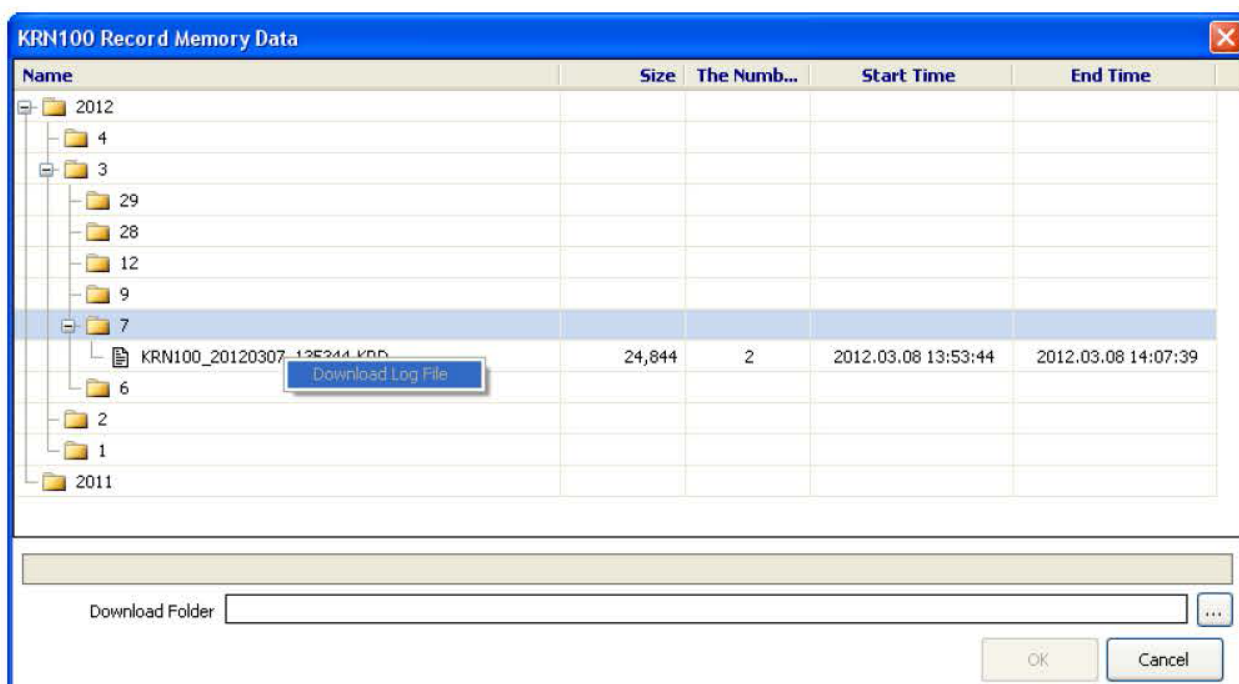 KRN100 Record Memory Data
Name Size The Numb... Start Time End Time
2012
4
3
29
28
12
9
7
KRN100_20120307_135344.KRD 24,844 2 2012.03.08 13:53:44 2012.03.08 14:07:39
Download Log File
6
2
1
2011
Download Folder ...
OK Cancel